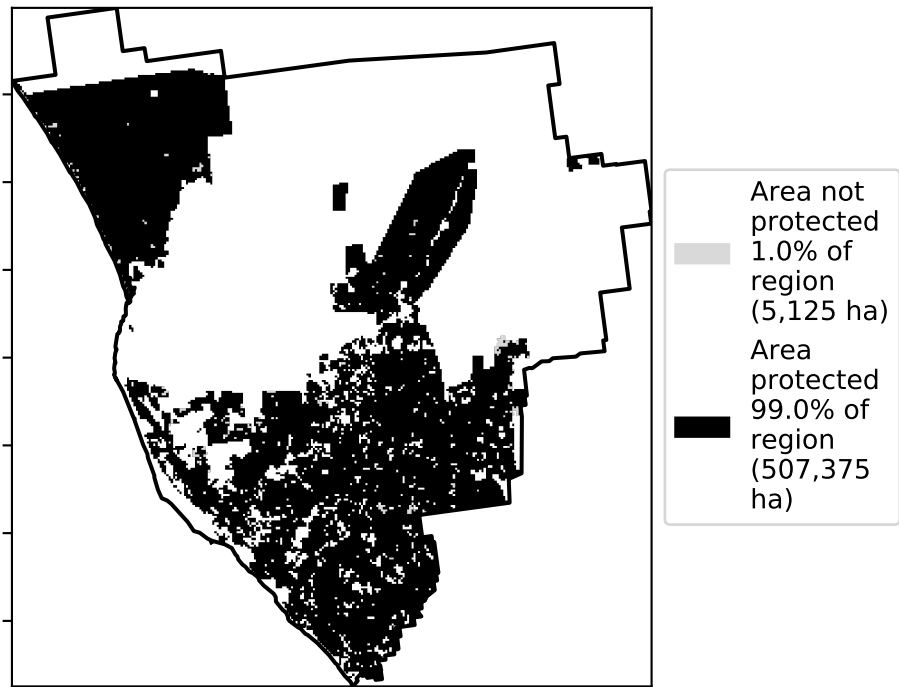 Area not
protected
1.0% of
region
(5,125 ha)
Area
protected
99.0% of
region
(507,375
ha)